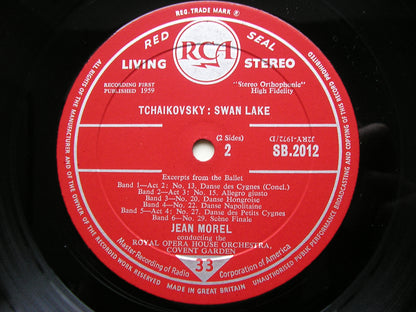 REG. TRADE MARK ®
RED SEAL
RCA
LIVING STEREO
RECORDING FIRST
PUBLISHED 1959
"Stereo Orthophonic"
High Fidelity
TCHAIKOVSKY : SWAN LAKE
(2 Sides)
2
22RY-1972/D
SB.2012
Excerpts from the Ballet
Band 1—Act 2: No. 13, Danse des Cygnes (Concl.)
Band 2—Act 3: No. 15, Allegro giusto
Band 3—No. 20, Danse Hongroise
Band 4—No. 22, Danse Napolitaine
Band 5—Act 4: No. 27, Danse des Petits Cygnes
Band 6—No. 29, Scène Finale
JEAN MOREL
conducting the
ROYAL OPERA HOUSE ORCHESTRA,
COVENT GARDEN
33
Master Recording of Radio Corporation of America
MADE IN GREAT BRITAIN
ALL RIGHTS OF THE MANUFACTURER AND OF THE OWNER OF THE RECORDED WORK RESERVED
UNAUTHORISED PUBLIC PERFORMANCE BROADCASTING AND COPYING OF THIS RECORD PROHIBITED